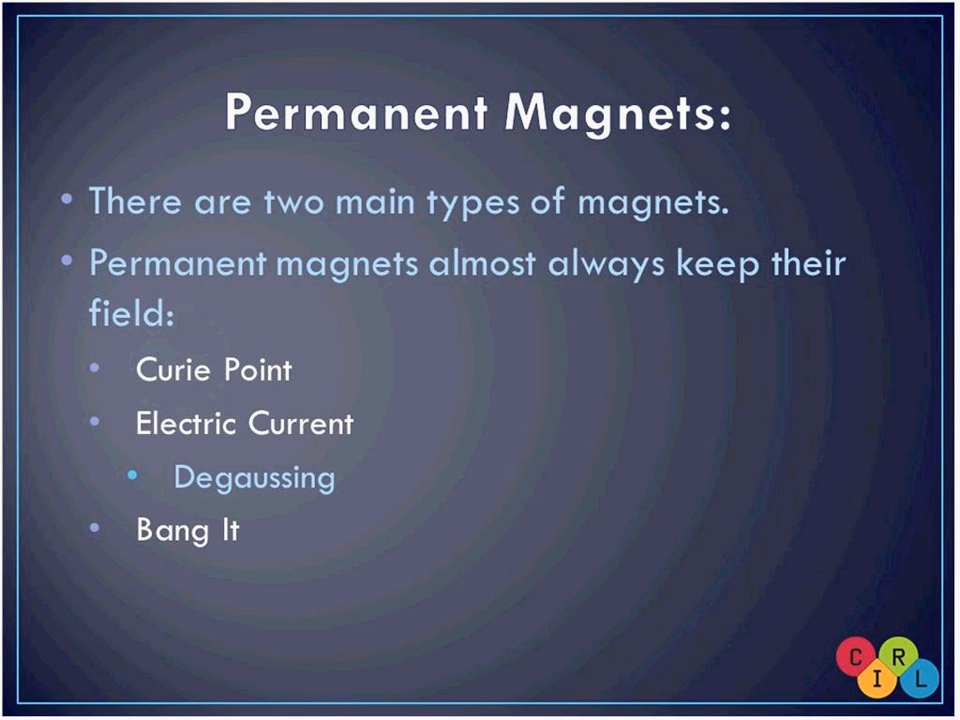 Permanent Magnets:
• There are two main types of magnets.
• Permanent magnets almost always keep their
field:
• Curie Point
• Electric Current
• Degaussing
• Bang It
C R
I L